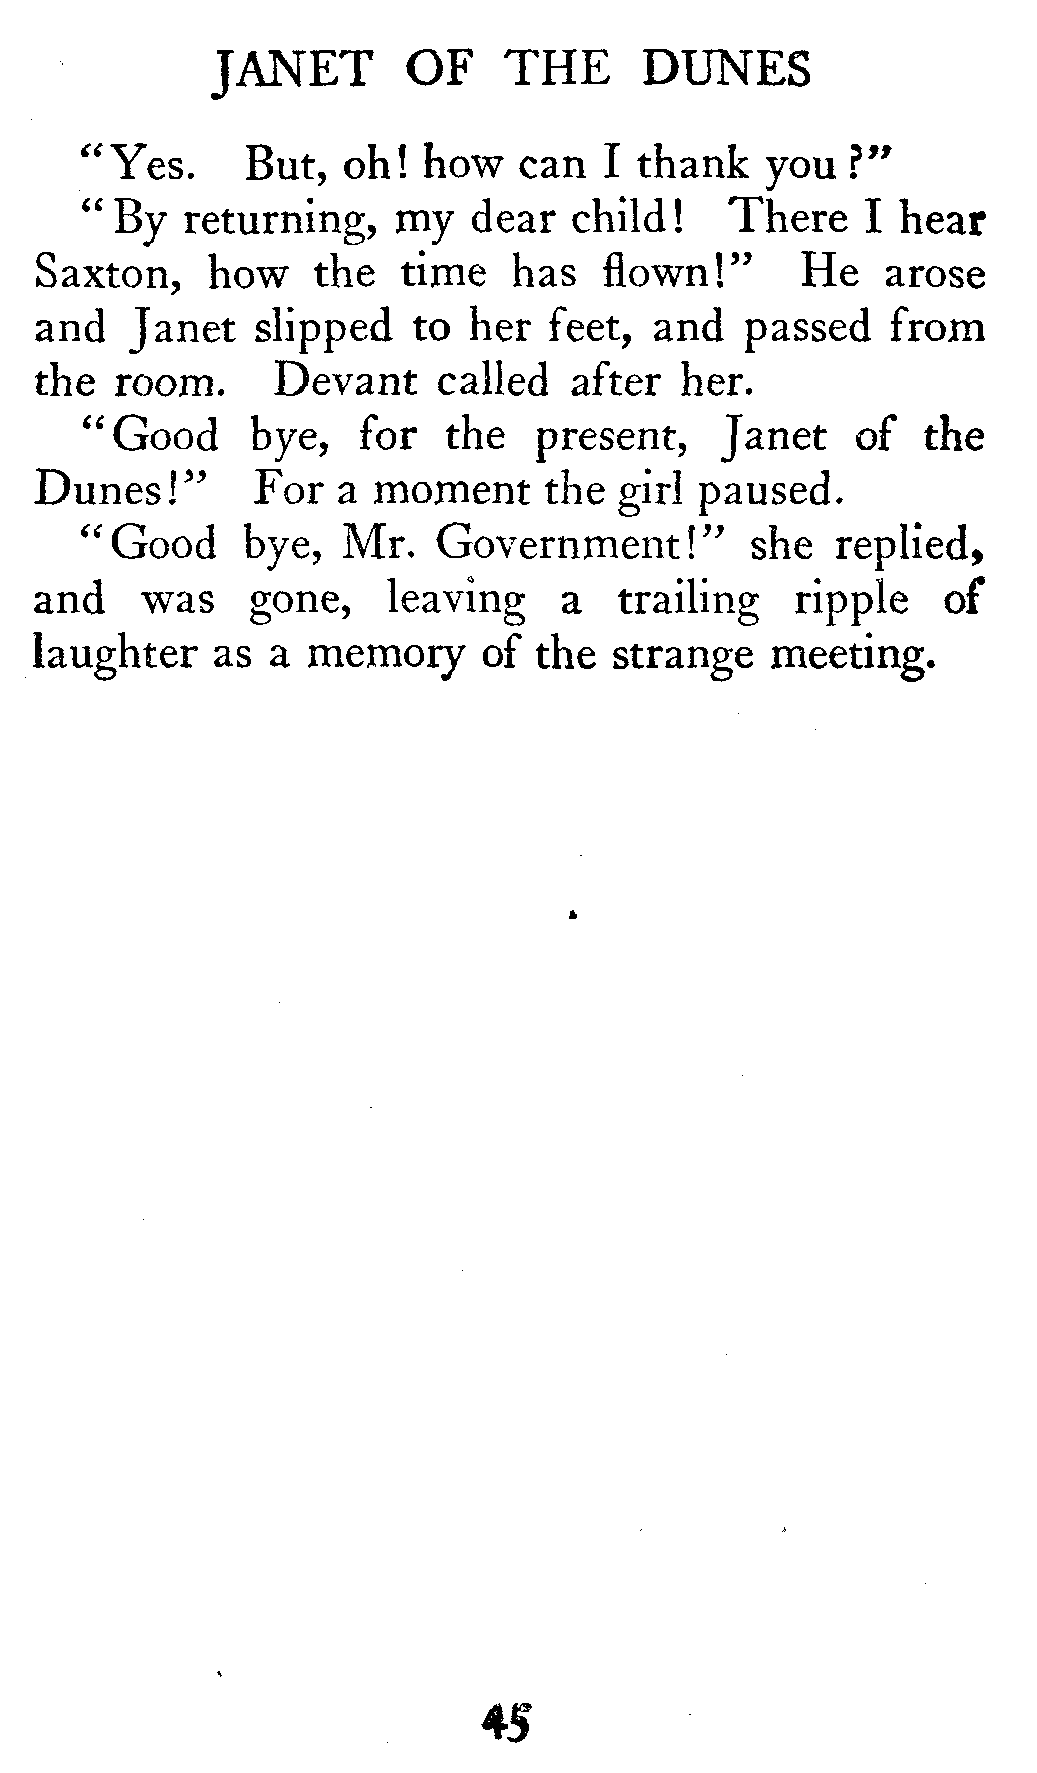 JANET OF THE DUNES
“Yes. But, oh! how can I thank you?”
“By returning, my dear child! There I hear
Saxton, how the time has flown!” He arose
and Janet slipped to her feet, and passed from
the room. Devant called after her.
“Good bye, for the present, Janet of the
Dunes!” For a moment the girl paused.
“Good bye, Mr. Government!” she replied,
and was gone, leaving a trailing ripple of
laughter as a memory of the strange meeting.
45